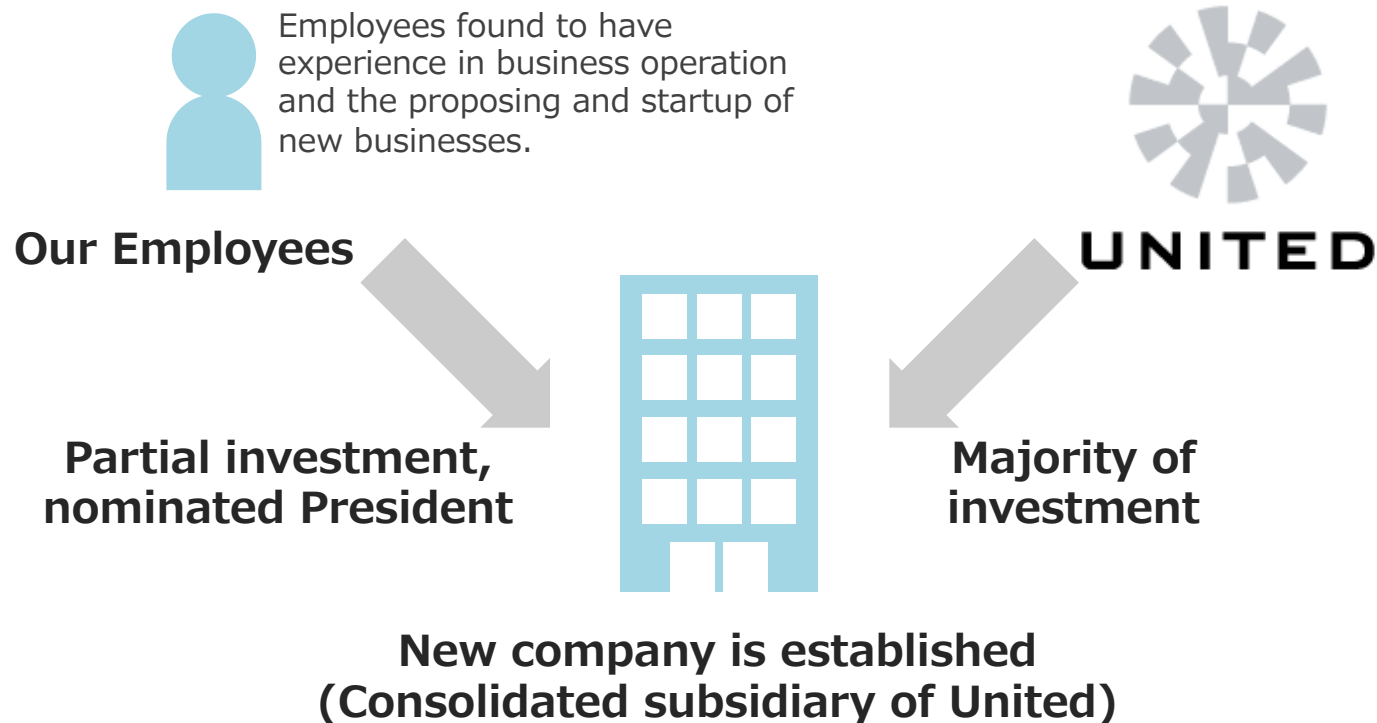 Employees found to have
experience in business operation
and the proposing and startup of
new businesses.
UNITED
Our Employees
Partial investment,
nominated President
Majority of
investment
New company is established
(Consolidated subsidiary of United)